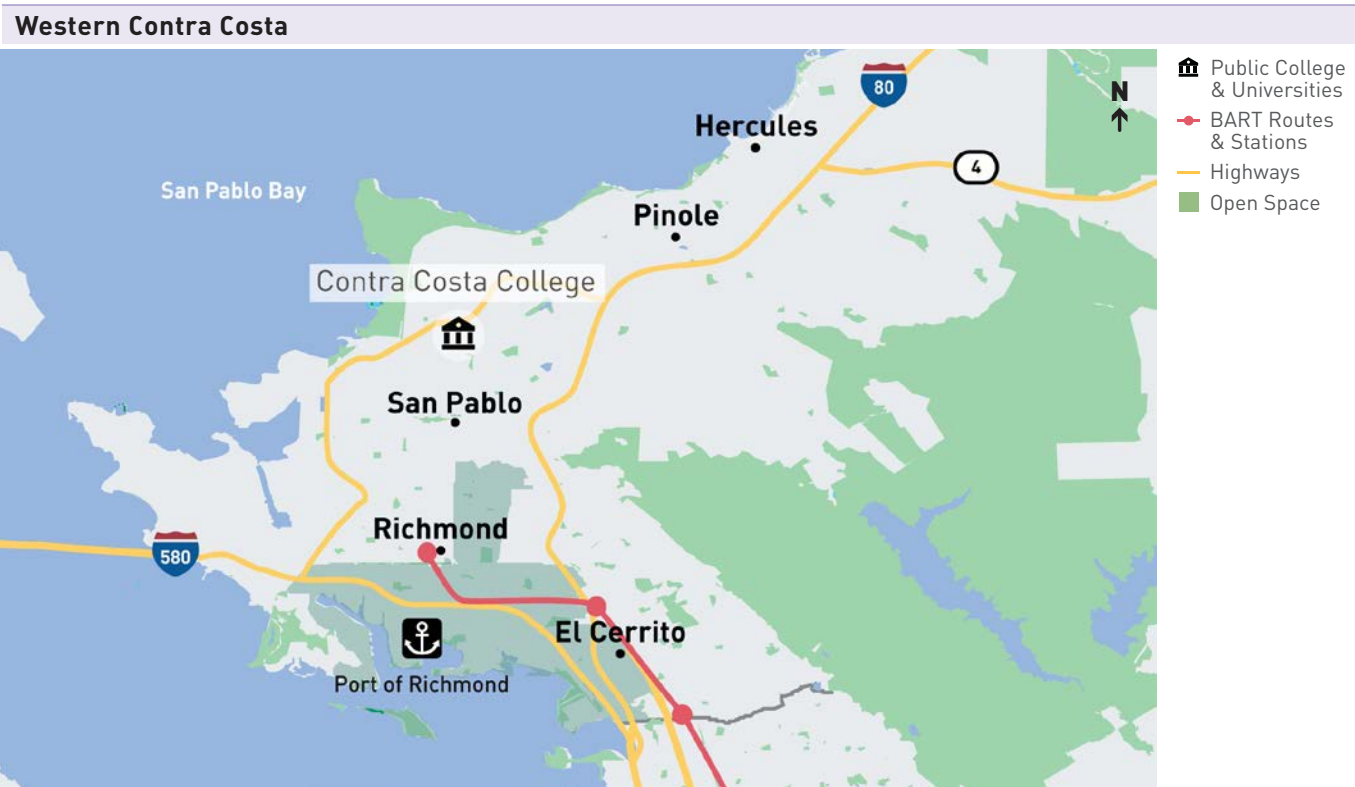 Western Contra Costa
80
N
Hercules
4
San Pablo Bay
Pinole
Contra Costa College
San Pablo
Richmond
580
El Cerrito
Port of Richmond
Public College
& Universities
BART Routes
& Stations
Highways
Open Space